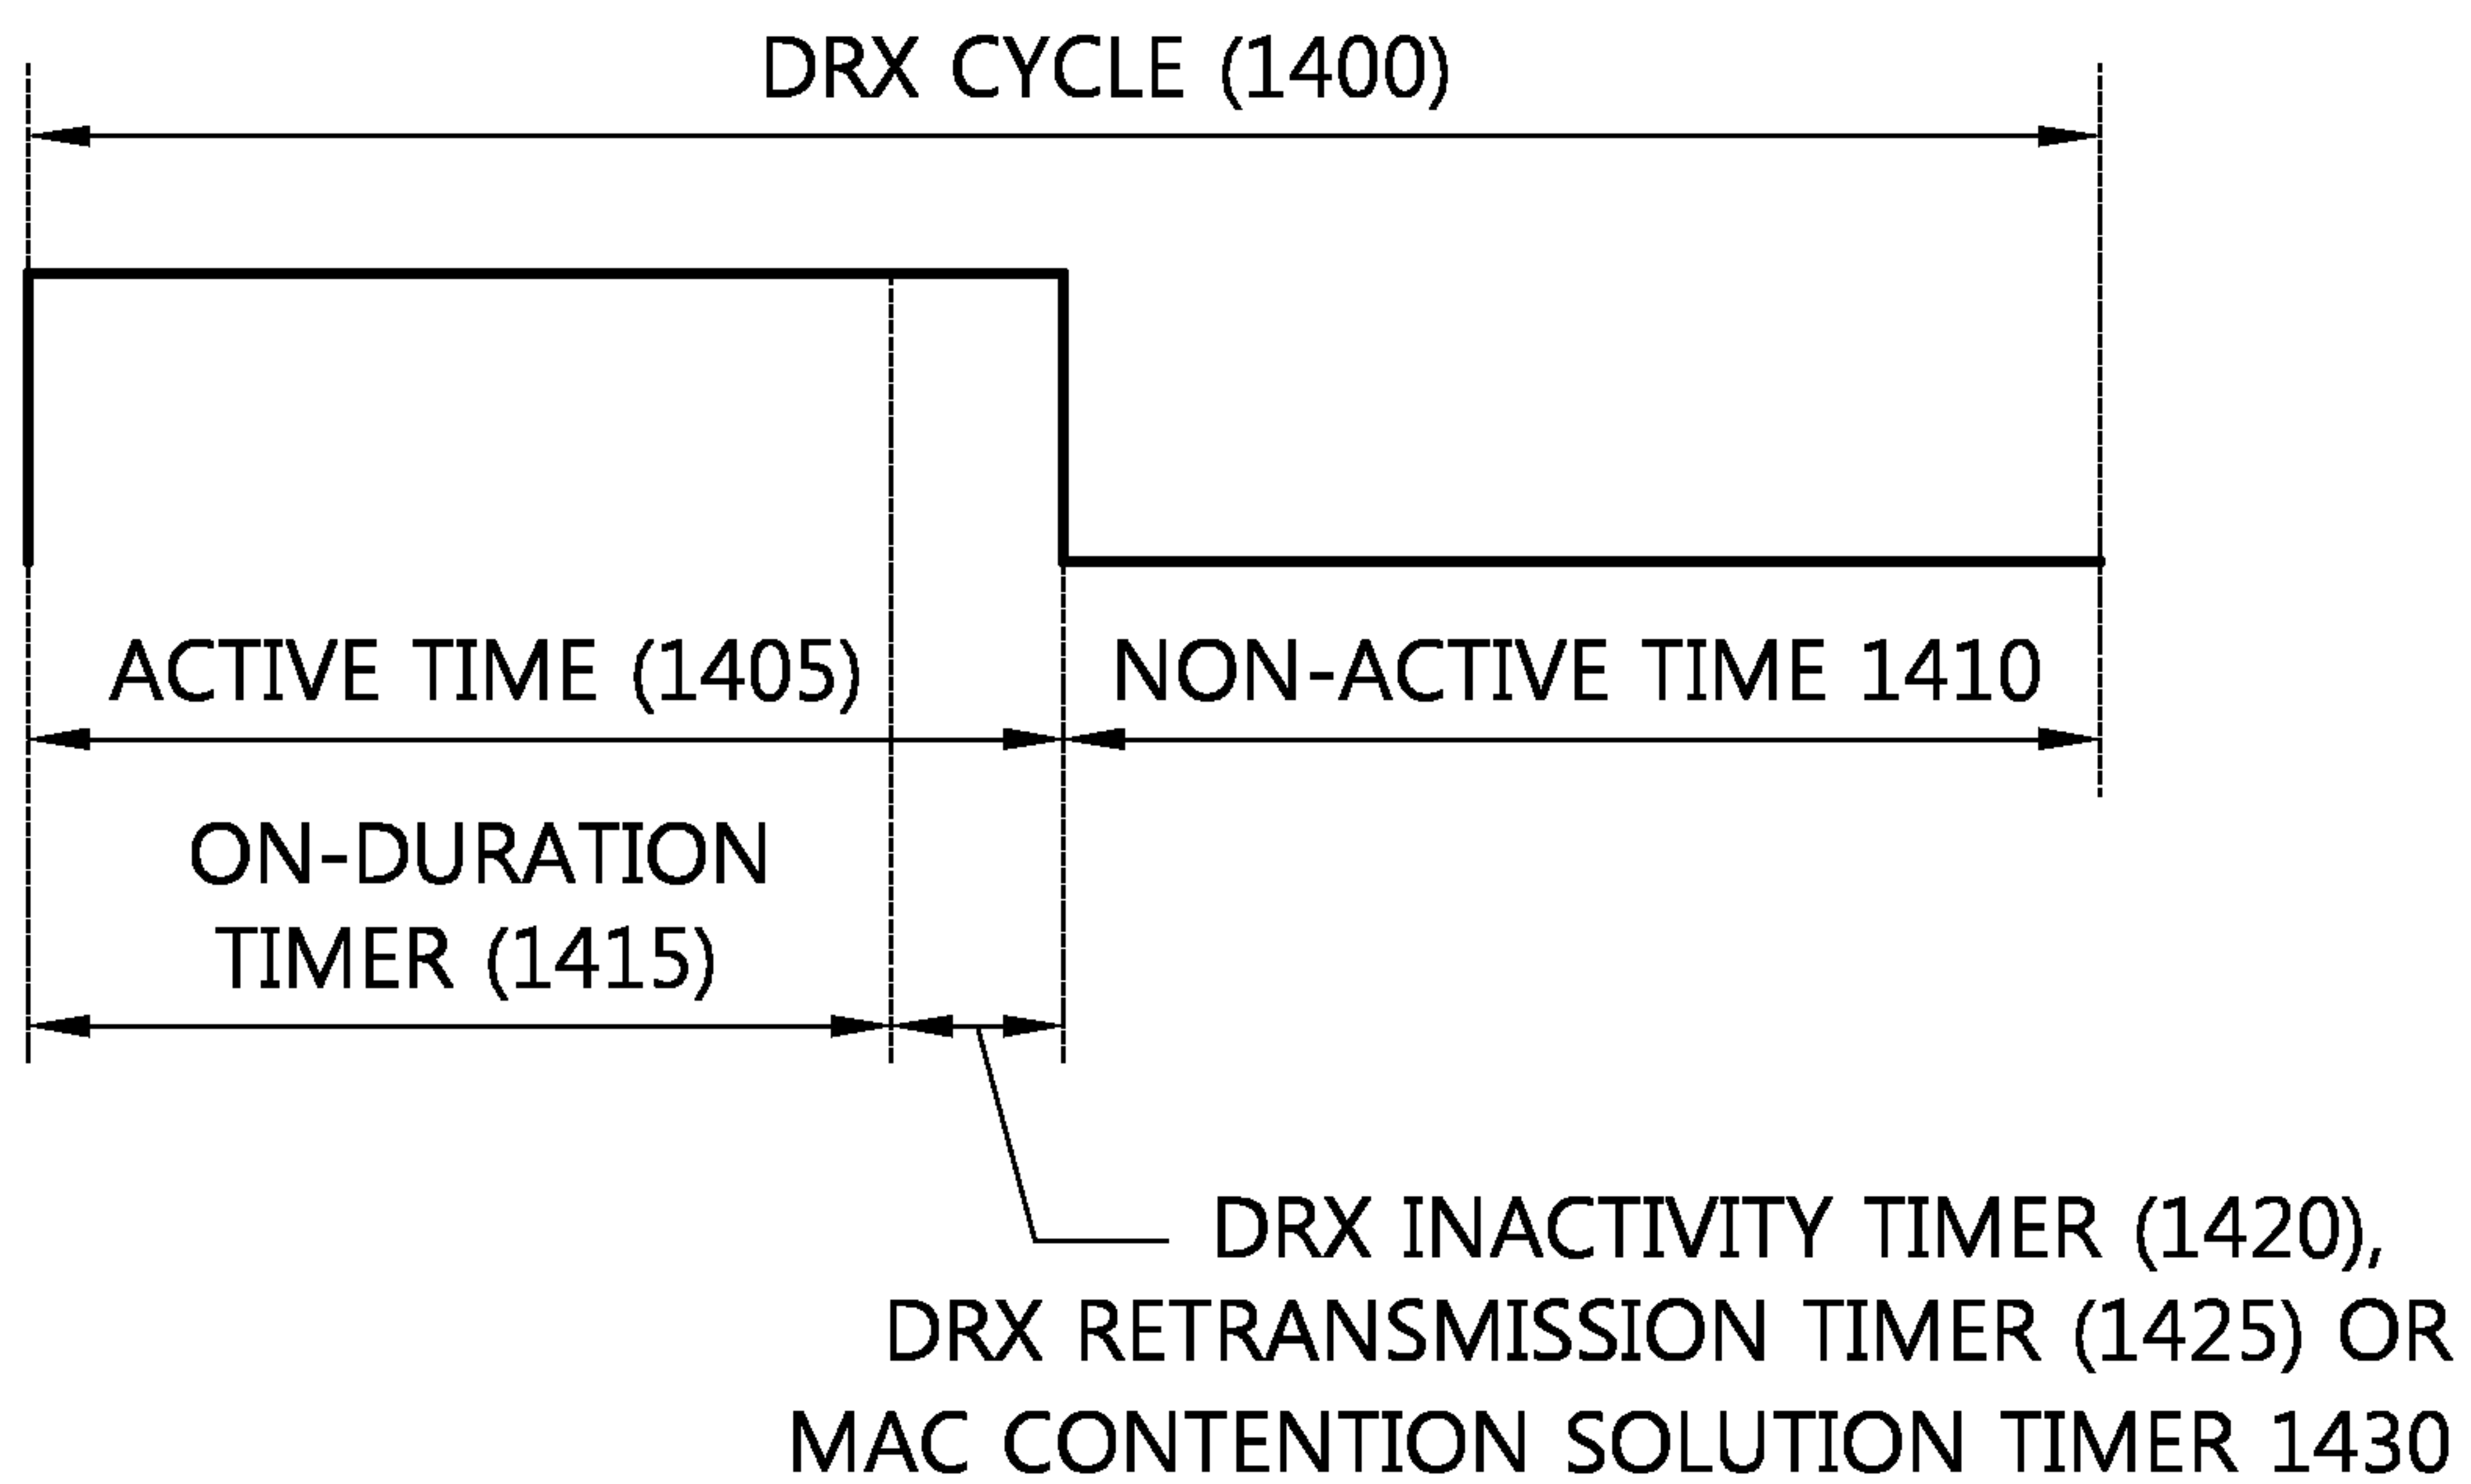 DRX CYCLE (1400)
ACTIVE TIME (1405)
NON-ACTIVE TIME 1410
ON-DURATION
TIMER (1415)
DRX INACTIVITY TIMER (1420),
DRX RETRANSMISSION TIMER (1425) OR
MAC CONTENTION SOLUTION TIMER 1430